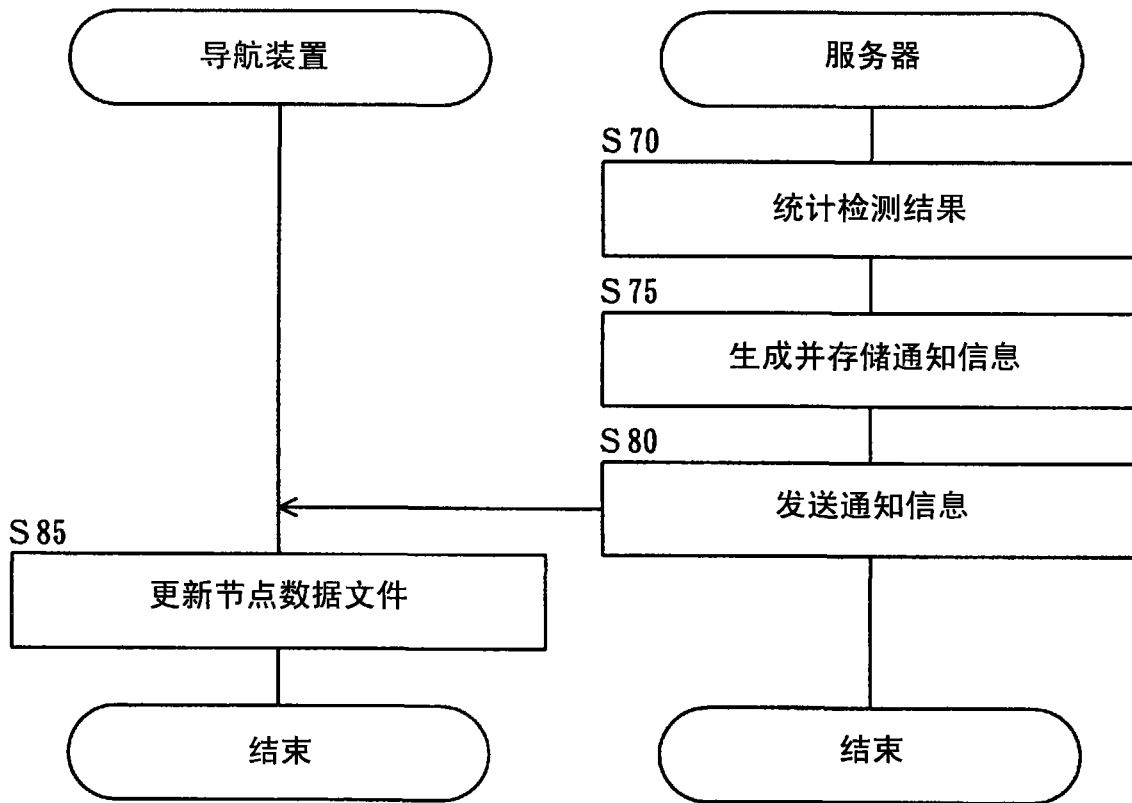 导航装置
服务器
S 70
统计检测结果
S 75
生成并存储通知信息
S 80
发送通知信息
S 85
更新节点数据文件
结束
结束